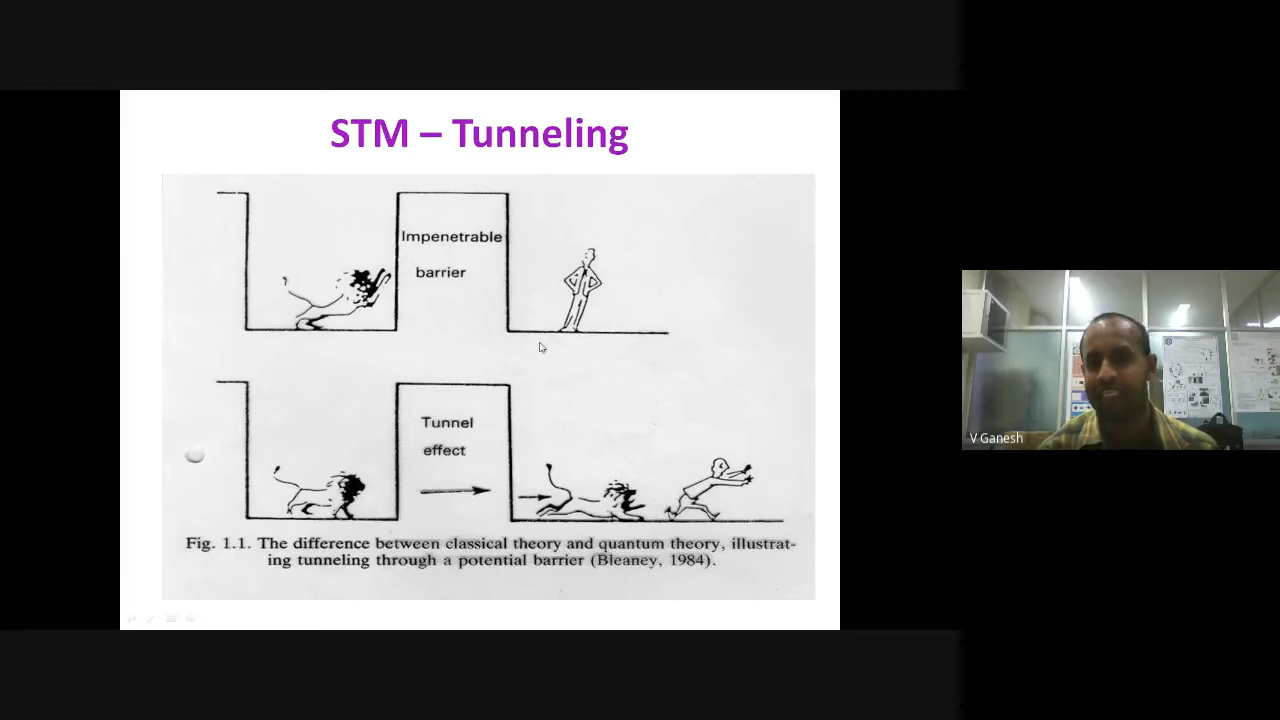 STM – Tunneling
Impenetrable
barrier
Tunnel
effect
Fig. 1.1. The difference between classical theory and quantum theory, illustrat-
ing tunneling through a potential barrier (Bleaney, 1984).
V Ganesh